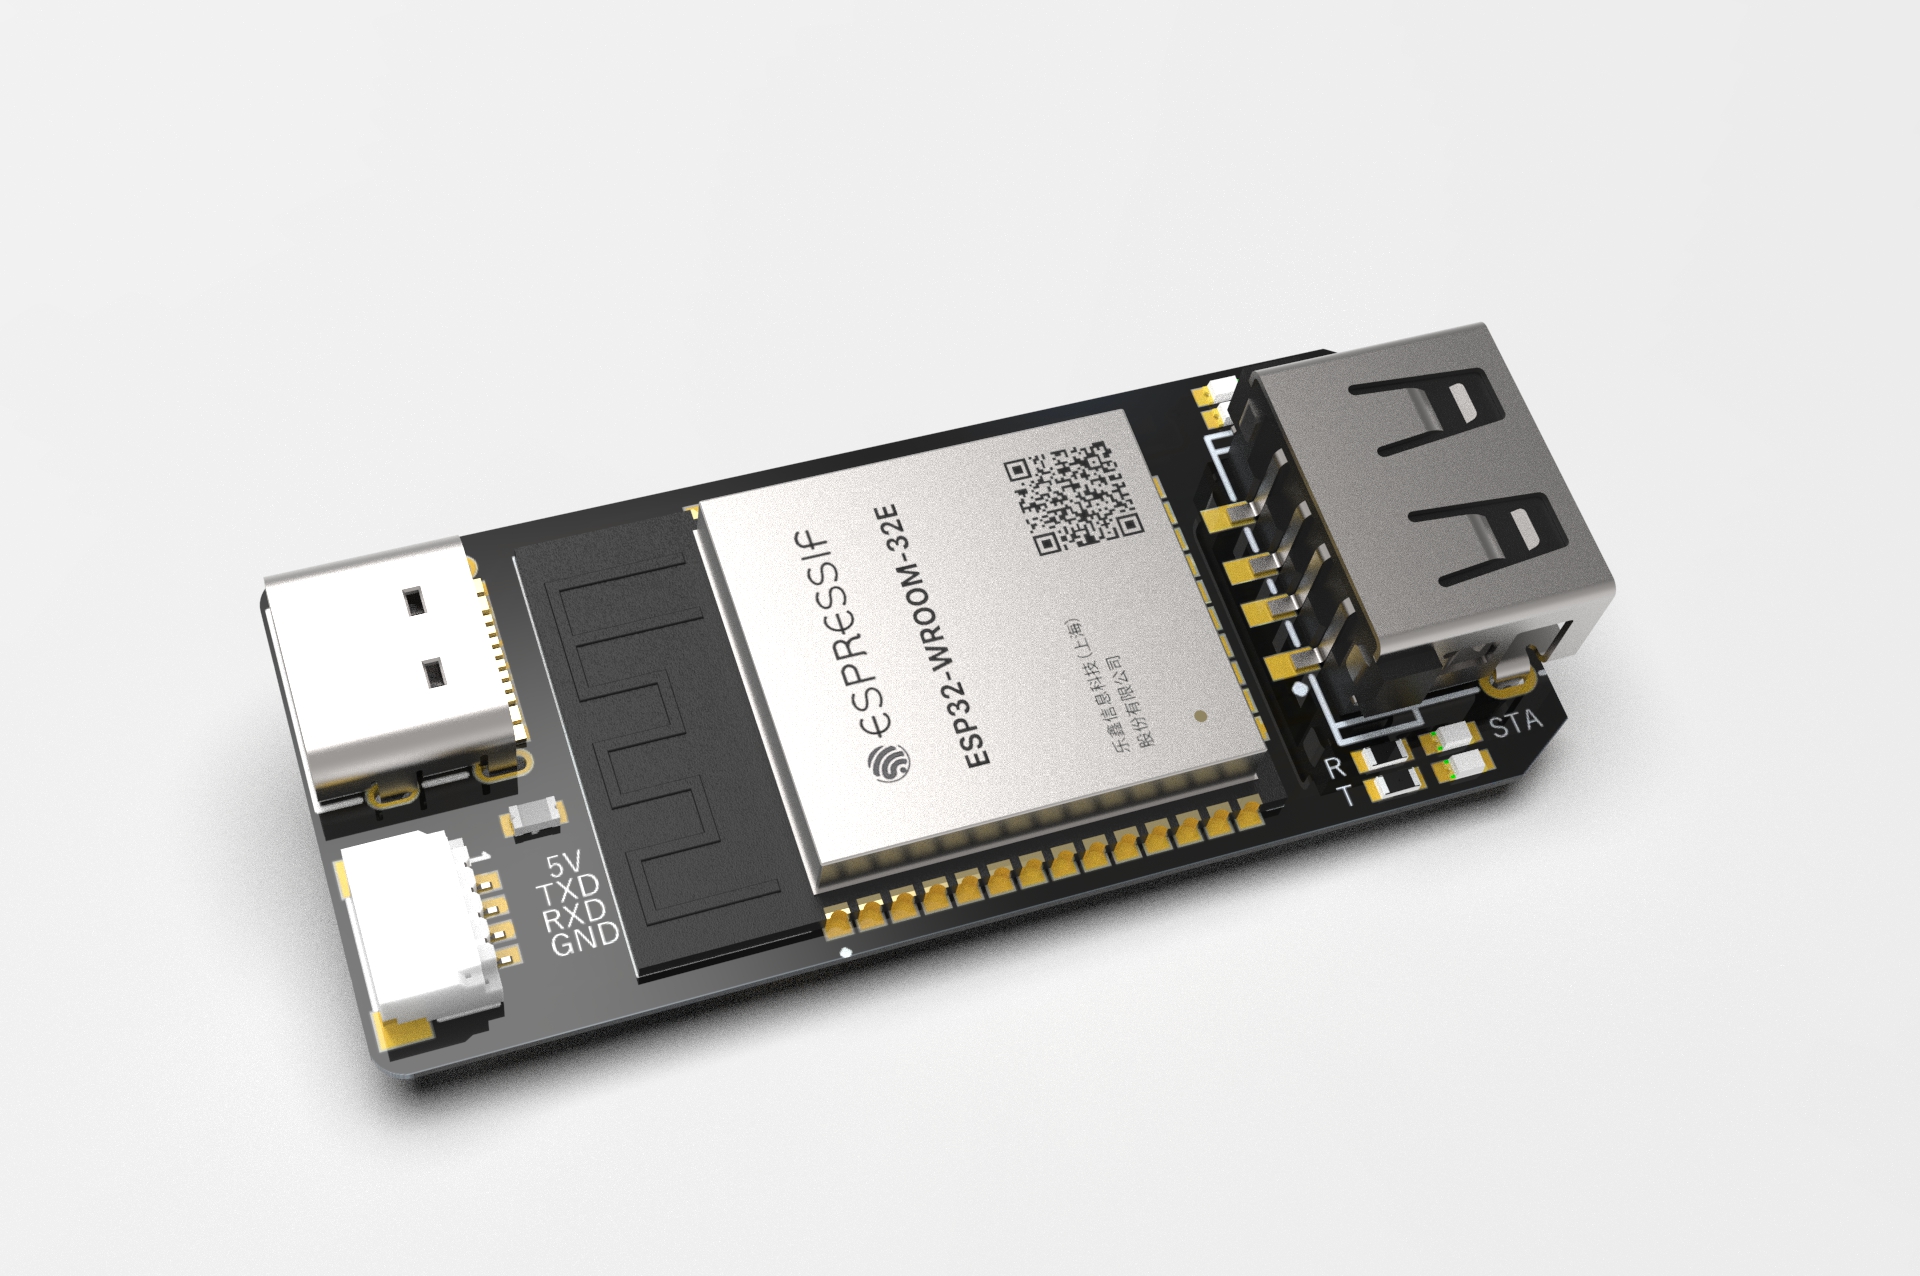 ESPRESSIF
ESP32-WROOM-32E
乐鑫信息科技(上海)
股份有限公司
1
5V
TXD
RXD
GND
STA
R
T